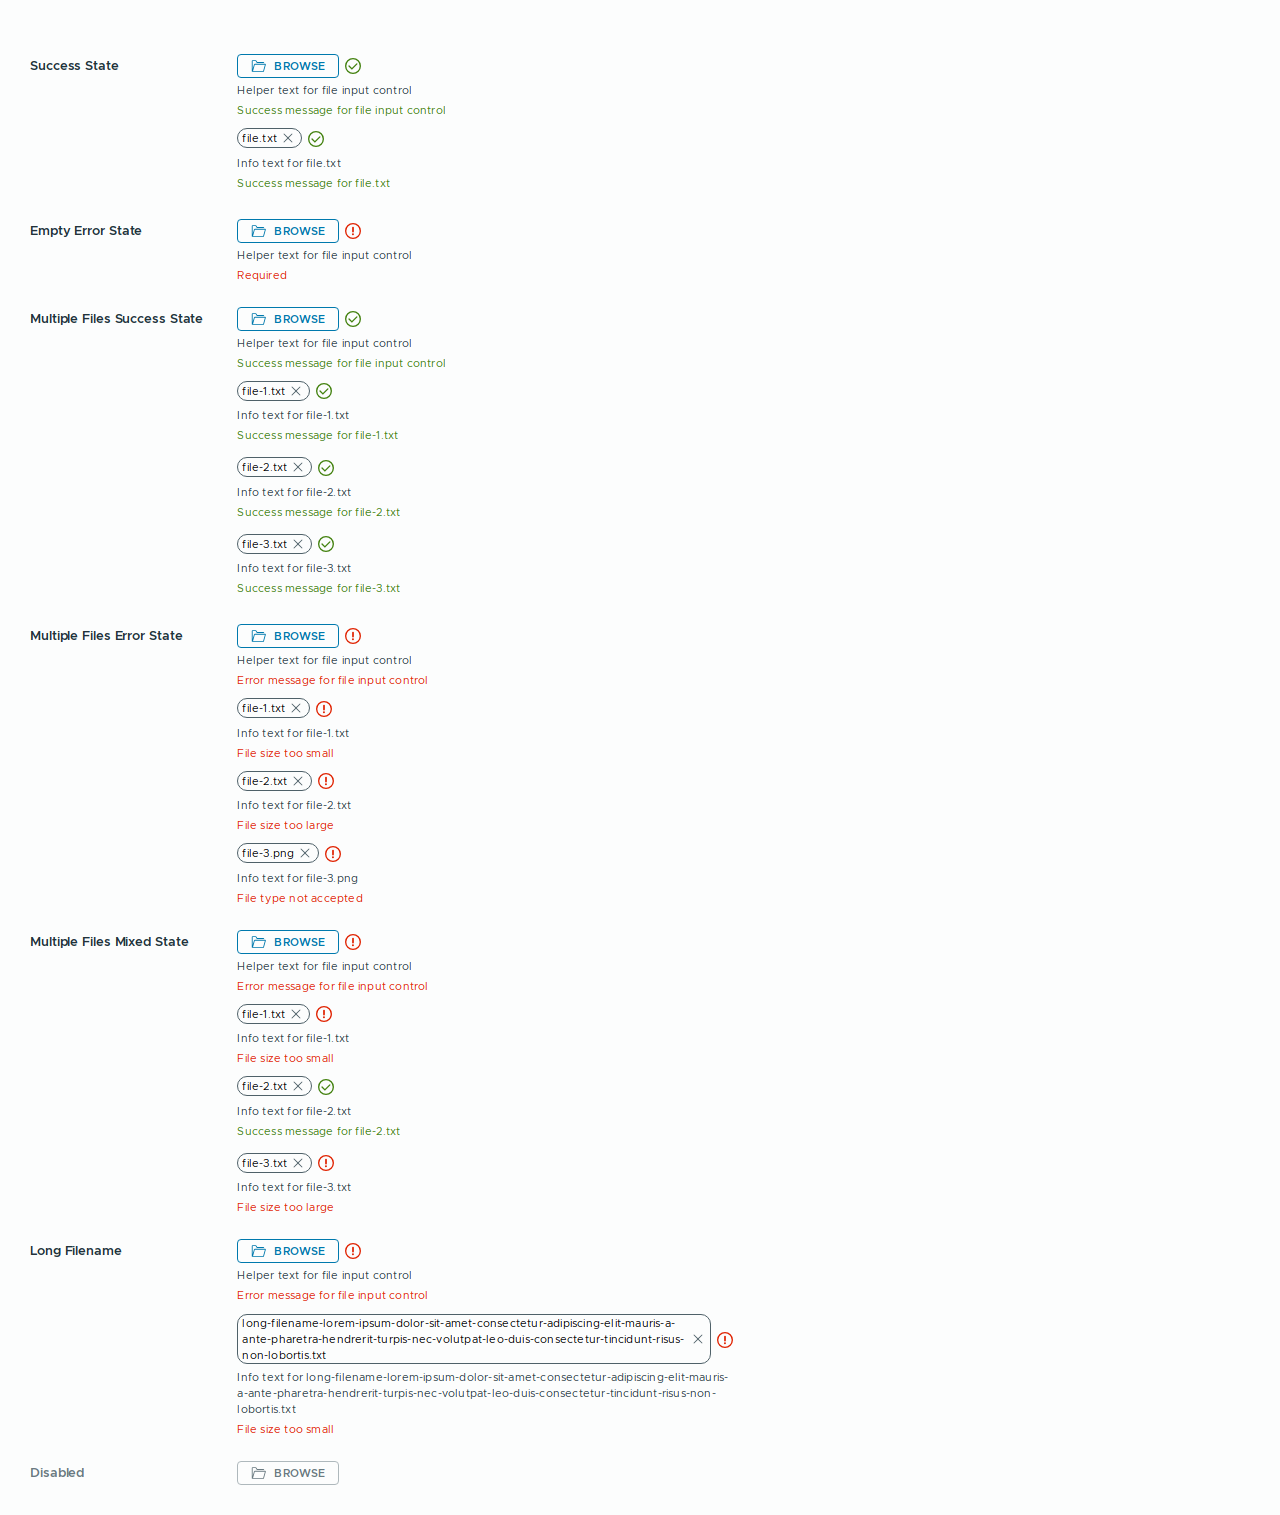 Success State
BROWSE
Helper text for file input control
Success message for file input control
file.txt
Info text for file.txt
Success message for file.txt
Empty Error State
BROWSE
Helper text for file input control
Required
Multiple Files Success State
BROWSE
Helper text for file input control
Success message for file input control
file-1.txt
Info text for file-1.txt
Success message for file-1.txt
file-2.txt
Info text for file-2.txt
Success message for file-2.txt
file-3.txt
Info text for file-3.txt
Success message for file-3.txt
Multiple Files Error State
BROWSE
Helper text for file input control
Error message for file input control
file-1.txt
Info text for file-1.txt
File size too small
file-2.txt
Info text for file-2.txt
File size too large
file-3.png
Info text for file-3.png
File type not accepted
Multiple Files Mixed State
BROWSE
Helper text for file input control
Error message for file input control
file-1.txt
Info text for file-1.txt
File size too small
file-2.txt
Info text for file-2.txt
Success message for file-2.txt
file-3.txt
Info text for file-3.txt
File size too large
Long Filename
BROWSE
Helper text for file input control
Error message for file input control
long-filename-lorem-ipsum-dolor-sit-amet-consectetur-adipiscing-elit-mauris-a-
ante-pharetra-hendrerit-turpis-nec-volutpat-leo-duis-consectetur-tincidunt-risus-
non-lobortis.txt
Info text for long-filename-lorem-ipsum-dolor-sit-amet-consectetur-adipiscing-elit-mauris-
a-ante-pharetra-hendrerit-turpis-nec-volutpat-leo-duis-consectetur-tincidunt-risus-non-
lobortis.txt
File size too small
Disabled
BROWSE